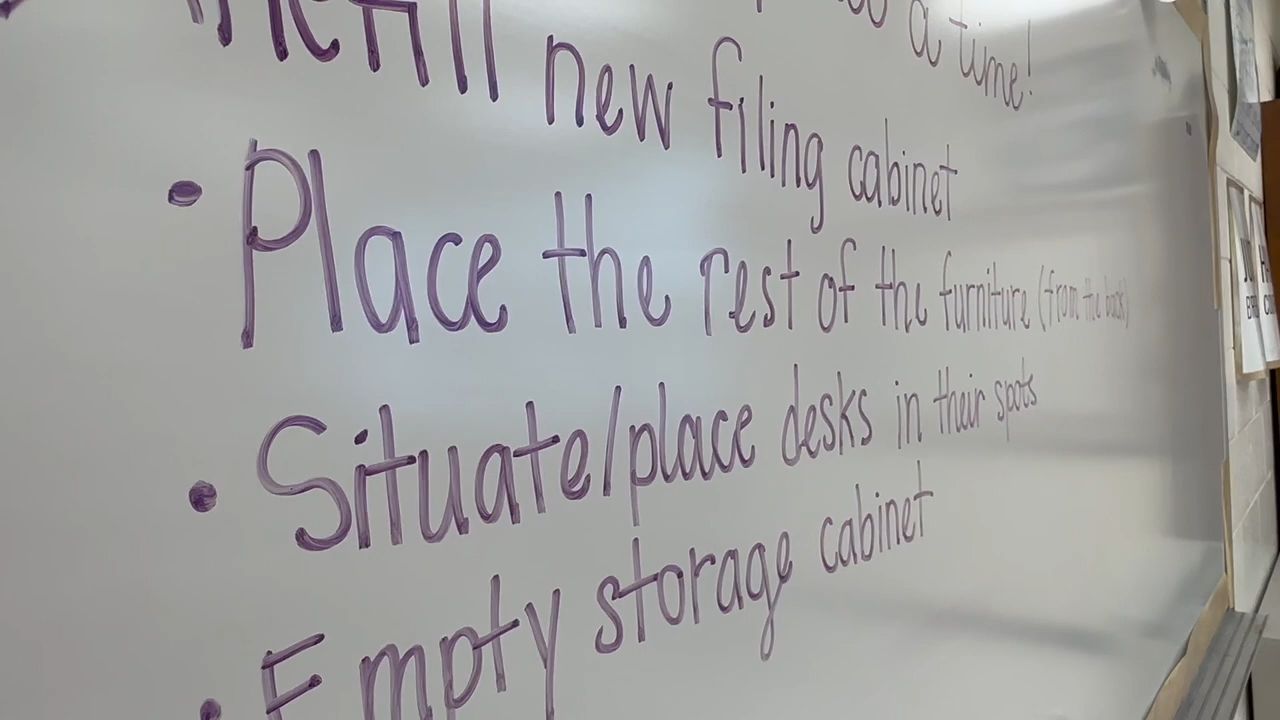 a time!
new filing cabinet
• Place the rest of the furniture (from the back)
• Situate/place desks in their spots
• Empty storage cabinet